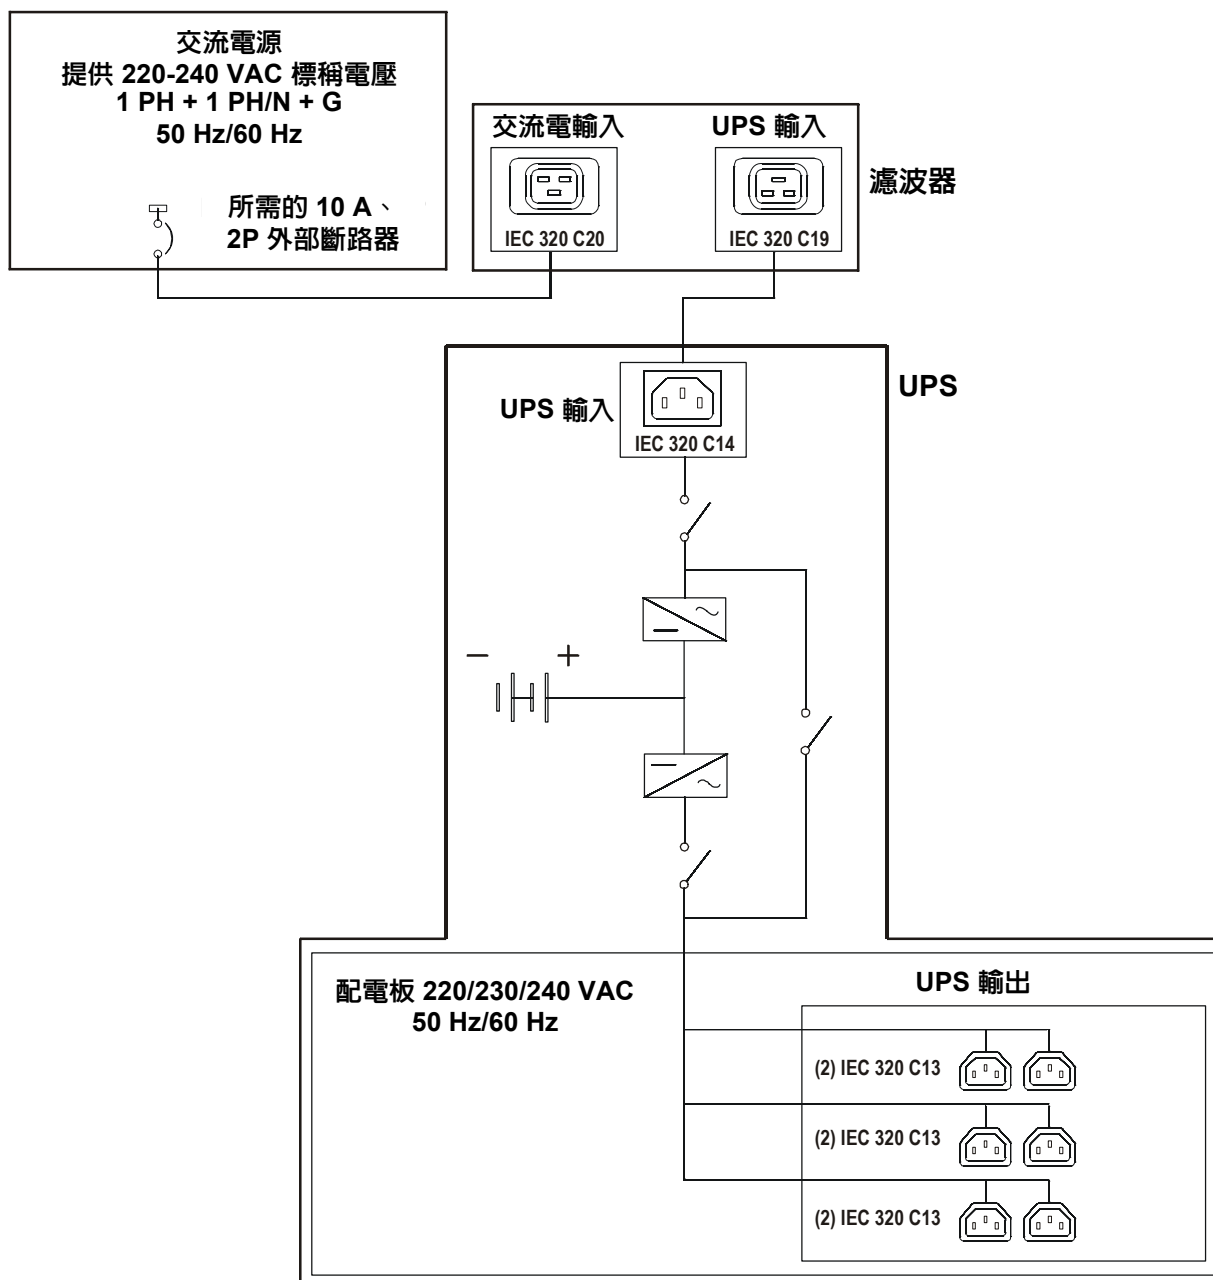 交流電源
提供 220-240 VAC 標稱電壓
1 PH + 1 PH/N + G
50 Hz/60 Hz
所需的 10 A、
2P 外部斷路器
交流電輸入
UPS 輸入
IEC 320 C20
IEC 320 C19
濾波器
UPS
UPS 輸入
IEC 320 C14
− +
配電板 220/230/240 VAC
50 Hz/60 Hz
UPS 輸出
(2) IEC 320 C13
(2) IEC 320 C13
(2) IEC 320 C13